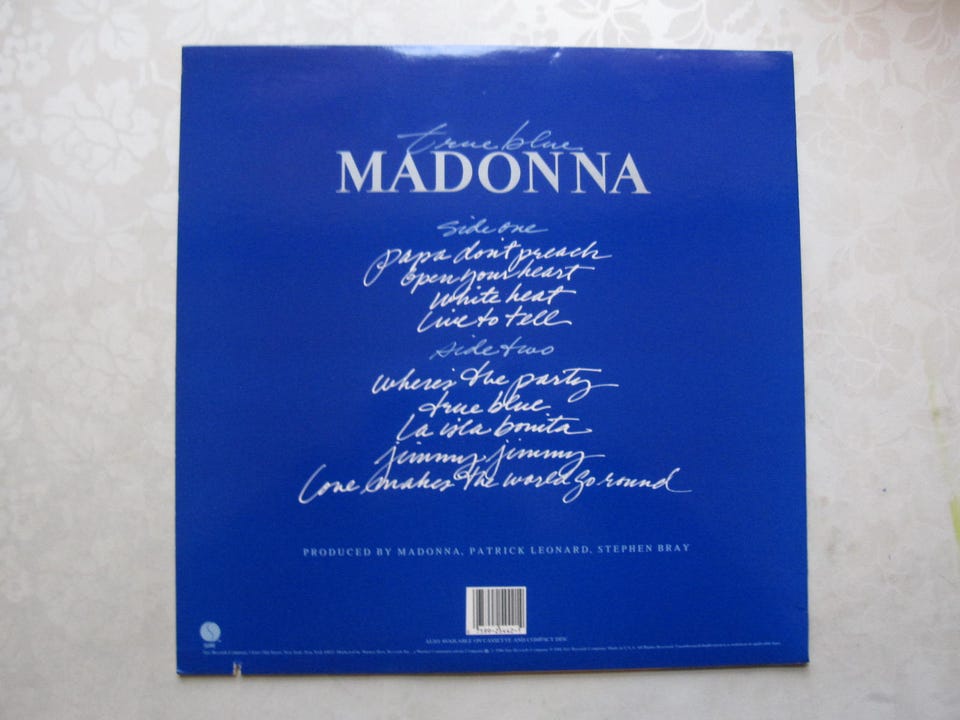 true blue
MADONNA
side one
papa don't preach
open your heart
white heat
live to tell
side two
where's the party
true blue
la isla bonita
jimmy jimmy
love makes the world go round
PRODUCED BY MADONNA, PATRICK LEONARD, STEPHEN BRAY
ALSO AVAILABLE ON CASSETTE AND COMPACT DISC